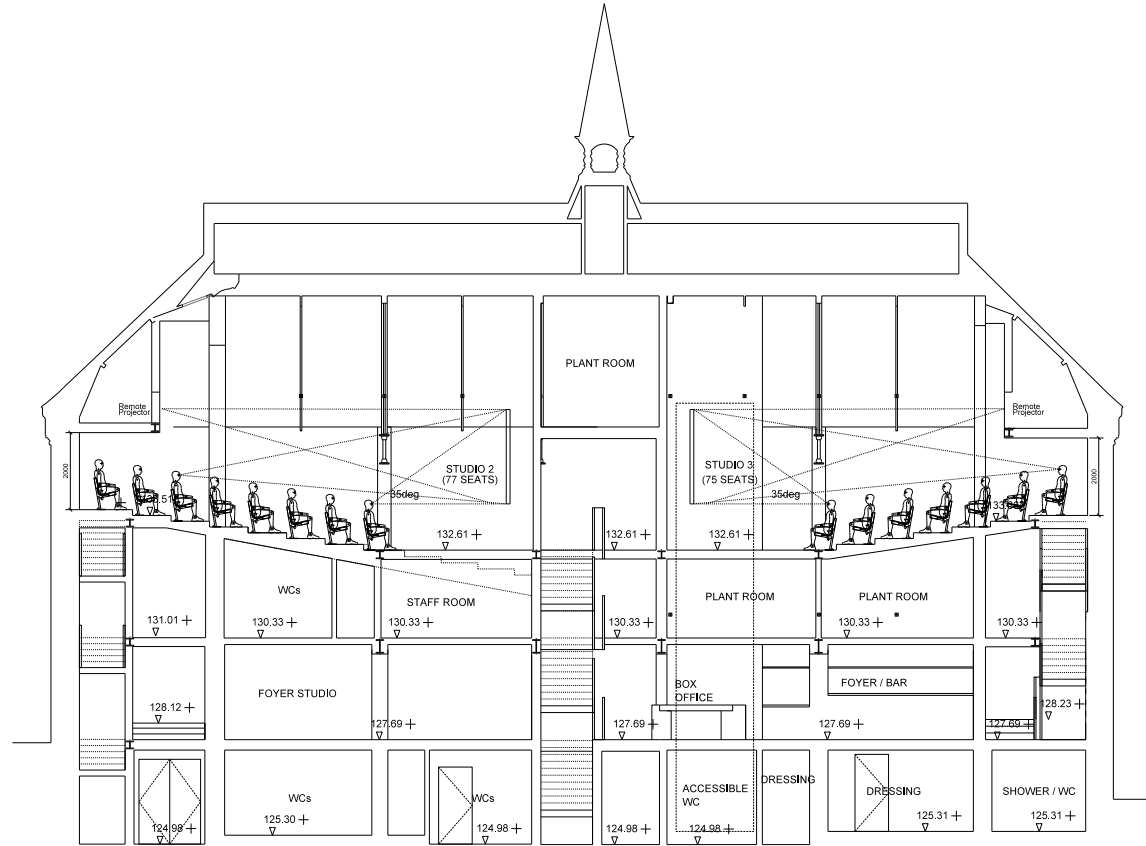 PLANT ROOM
Remote
Projector
Remote
Projector
2000
STUDIO 2
(77 SEATS)
STUDIO 3
(75 SEATS)
2000
35deg
35deg
132.61
132.61
132.61
WCs
STAFF ROOM
PLANT ROOM
PLANT ROOM
131.01
130.33
130.33
130.33
130.33
130.33
FOYER STUDIO
BOX
OFFICE
FOYER / BAR
128.12
127.69
127.69
127.69
127.69
128.23
WCs
WCs
ACCESSIBLE
WC
DRESSING
DRESSING
SHOWER / WC
124.98
125.30
124.98
124.98
124.98
125.31
125.31